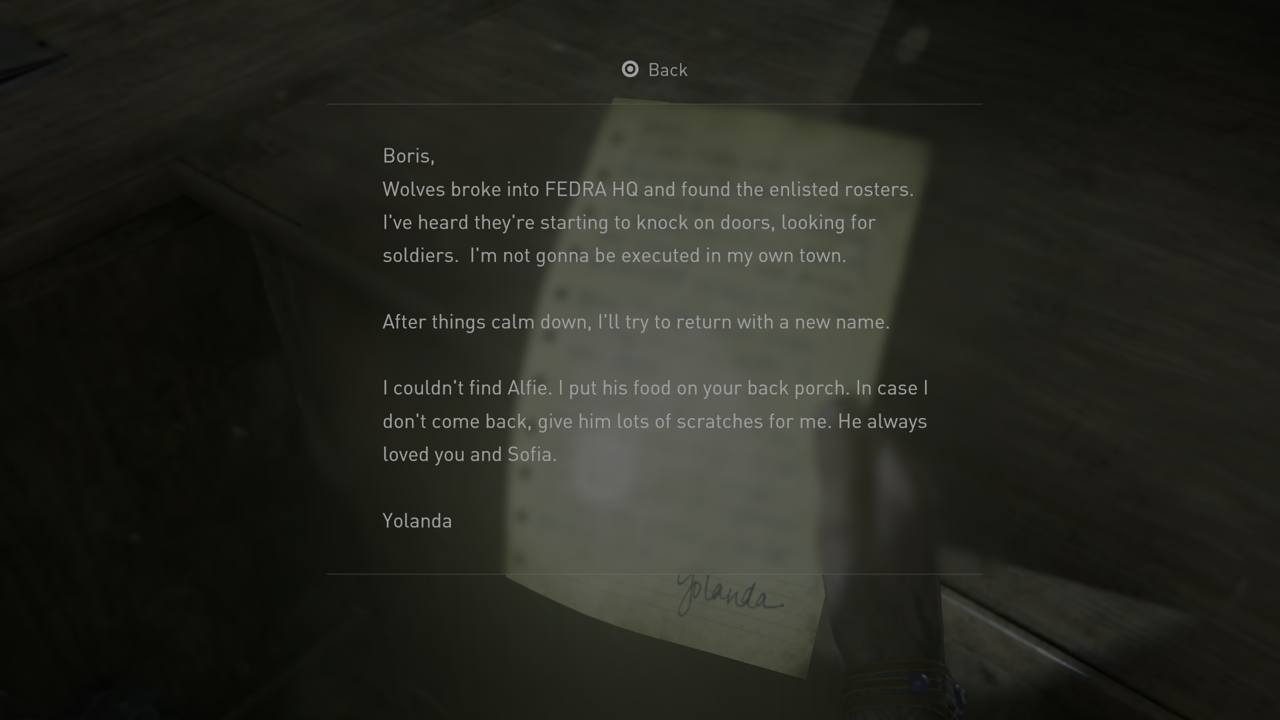 Back
Boris,
Wolves broke into FEDRA HQ and found the enlisted rosters.
I've heard they're starting to knock on doors, looking for
soldiers.  I'm not gonna be executed in my own town.
After things calm down, I'll try to return with a new name.
I couldn't find Alfie. I put his food on your back porch. In case I
don't come back, give him lots of scratches for me. He always
loved you and Sofia.
Yolanda
Yolanda